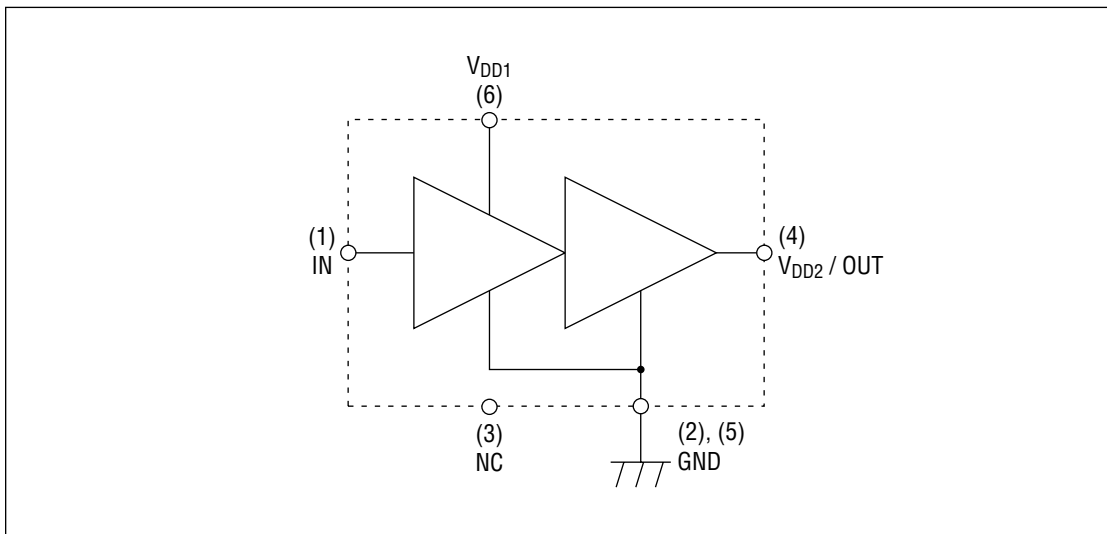 VDD1
(6)
(1)
IN
(4)
VDD2 / OUT
(3)
NC
(2), (5)
GND